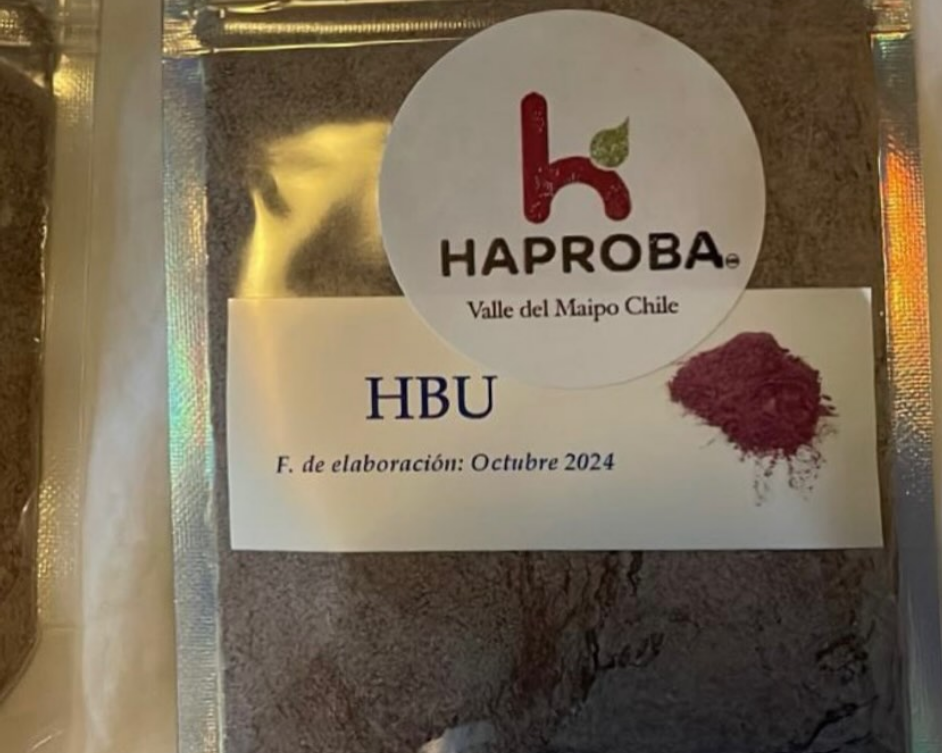 HAPROBA
Valle del Maipo Chile
HBU
F. de elaboración: Octubre 2024